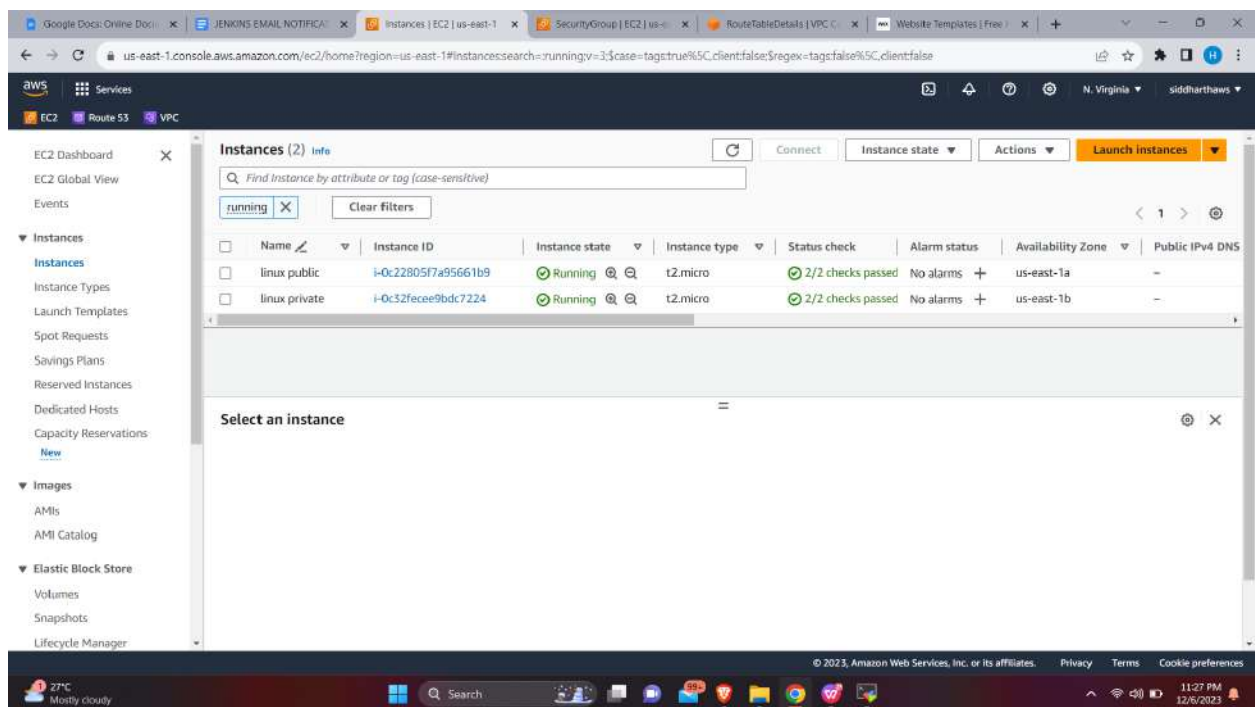 Google Docs: Online Doc
JENKINS EMAIL NOTIFICA
Instances | EC2 | us-east-1
SecurityGroup | EC2 | us-e
RouteTableDetails | VPC C
Website Templates | Free
us-east-1.console.aws.amazon.com/ec2/home?region=us-east-1#Instances:search=:running;v=3;$case=tags:true%5C,client:false;$regex=tags:false%5C,client:false
H
aws
Services
N. Virginia
siddharthaws
EC2 Route 53 VPC
EC2 Dashboard
EC2 Global View
Events
Instances
Instances
Instance Types
Launch Templates
Spot Requests
Savings Plans
Reserved Instances
Dedicated Hosts
Capacity Reservations
New
Images
AMIs
AMI Catalog
Elastic Block Store
Volumes
Snapshots
Lifecycle Manager
Instances (2) Info
Connect
Instance state
Actions
Launch instances
Find Instance by attribute or tag (case-sensitive)
running
Clear filters
1
Name Instance ID Instance state Instance type Status check Alarm status Availability Zone Public IPv4 DNS
linux public i-0c22805f7a95661b9 Running t2.micro 2/2 checks passed No alarms + us-east-1a –
linux private i-0c32fecee9bdc7224 Running t2.micro 2/2 checks passed No alarms + us-east-1b –
Select an instance
© 2023, Amazon Web Services, Inc. or its affiliates. Privacy Terms Cookie preferences
1
27°C
Mostly cloudy
Search
99+
11:27 PM
12/6/2023